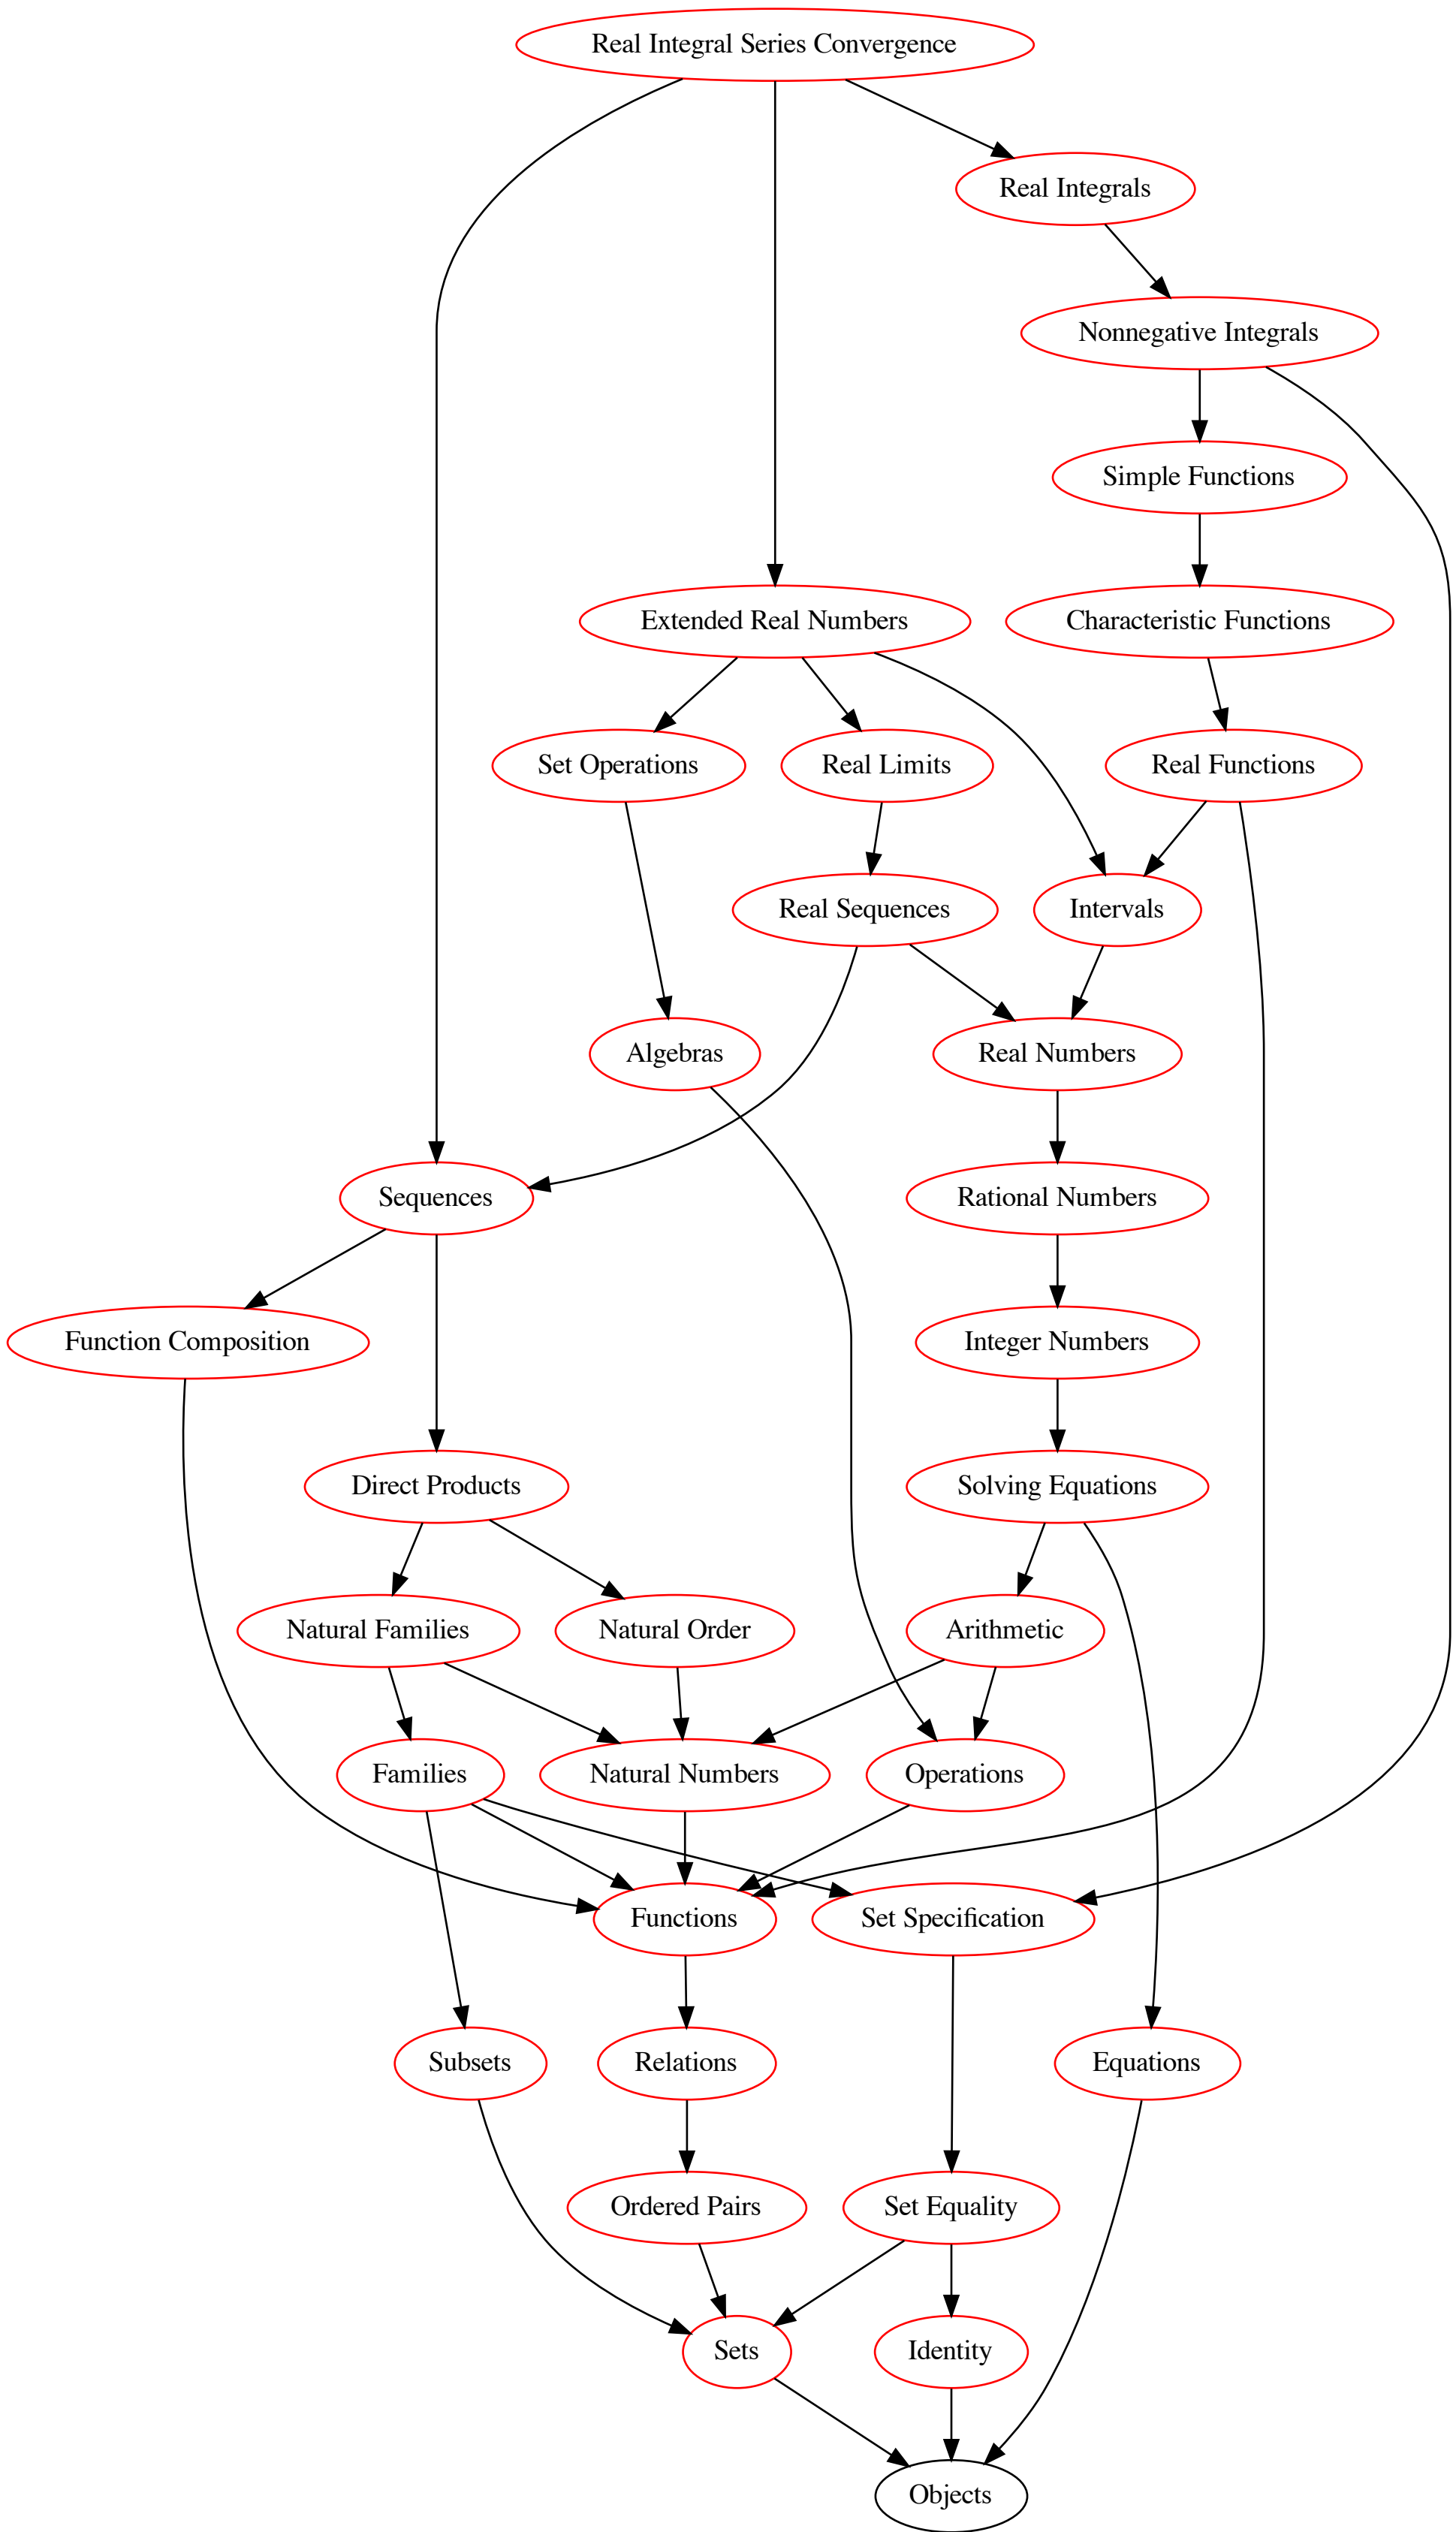 Real Integral Series Convergence
Real Integrals
Nonnegative Integrals
Simple Functions
Extended Real Numbers
Characteristic Functions
Set Operations
Real Limits
Real Functions
Real Sequences
Intervals
Algebras
Real Numbers
Sequences
Rational Numbers
Function Composition
Integer Numbers
Direct Products
Solving Equations
Natural Families
Natural Order
Arithmetic
Families
Natural Numbers
Operations
Functions
Set Specification
Subsets
Relations
Equations
Ordered Pairs
Set Equality
Sets
Identity
Objects